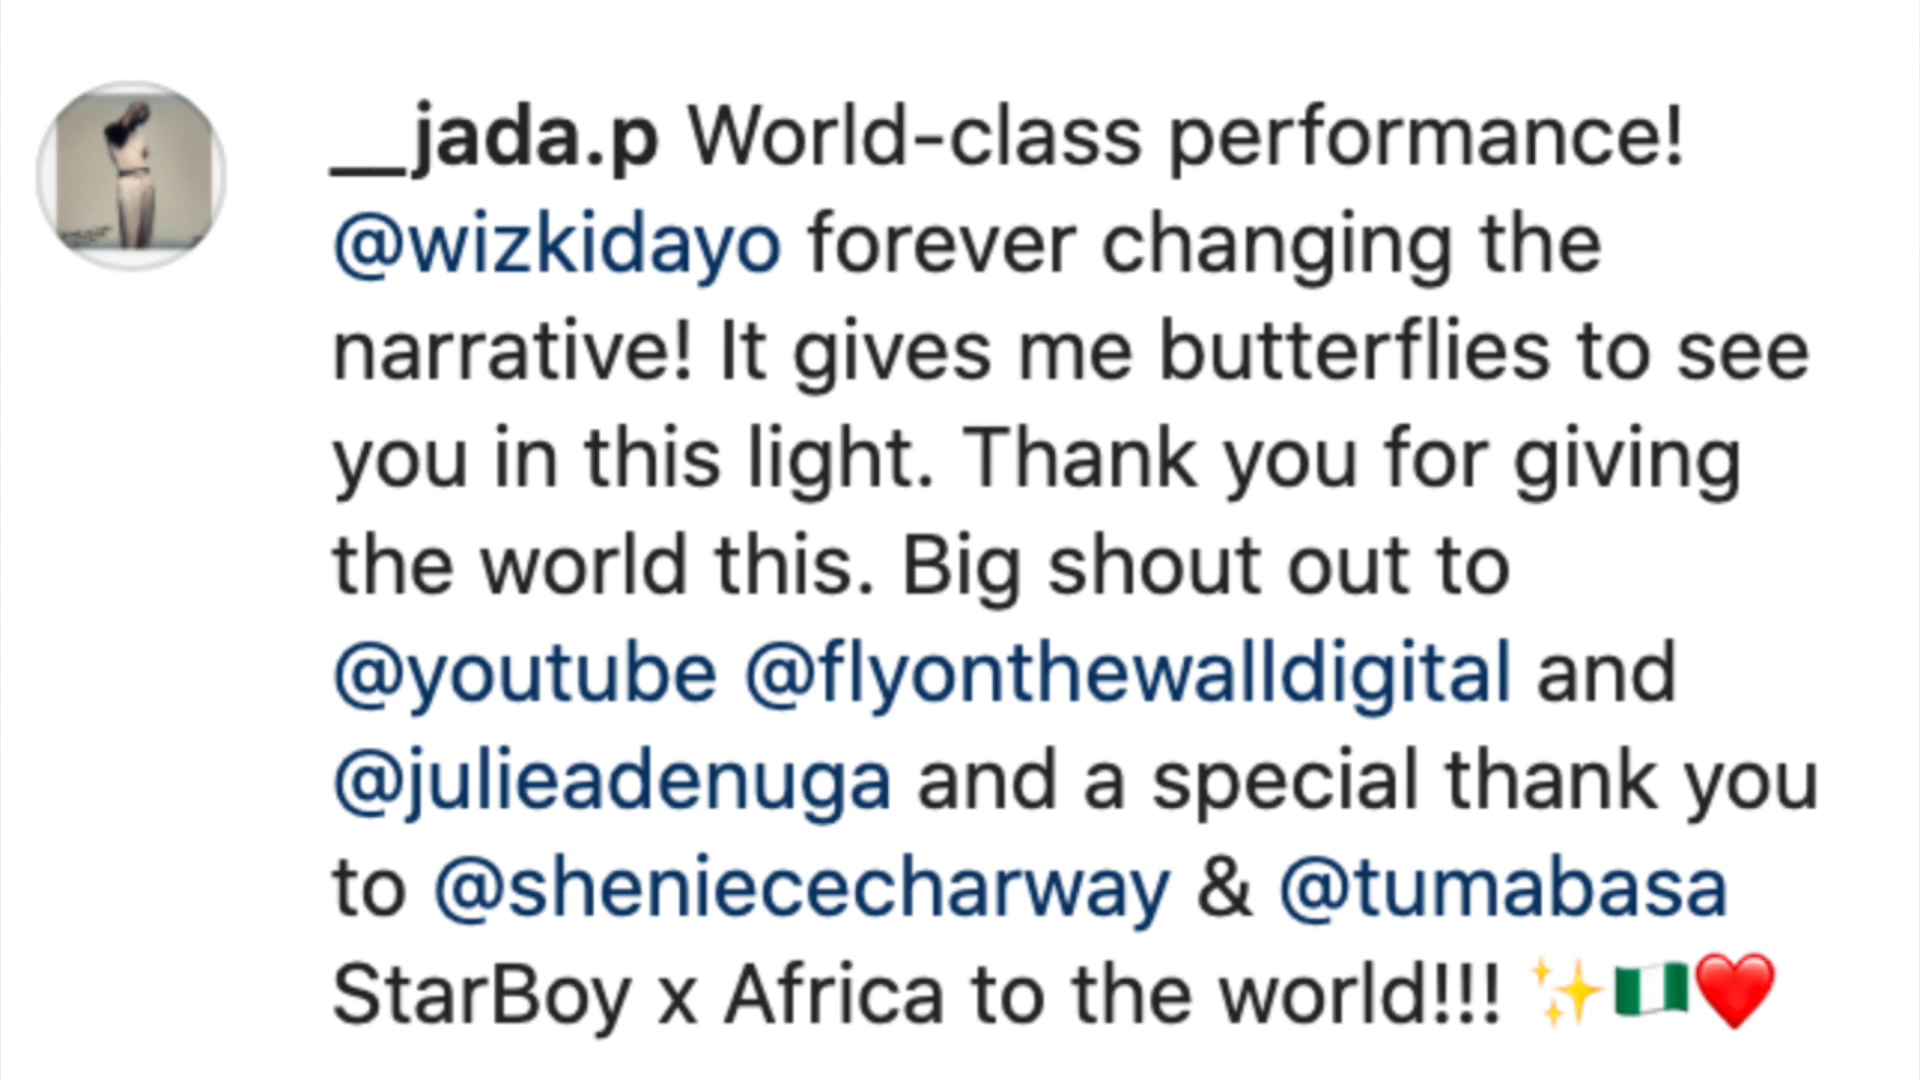 __jada.p World-class performance!
@wizkidayo forever changing the
narrative! It gives me butterflies to see
you in this light. Thank you for giving
the world this. Big shout out to
@youtube @flyonthewalldigital and
@julieadenuga and a special thank you
to @sheniececharway & @tumabasa
StarBoy x Africa to the world!!! ✨🇳🇬❤️